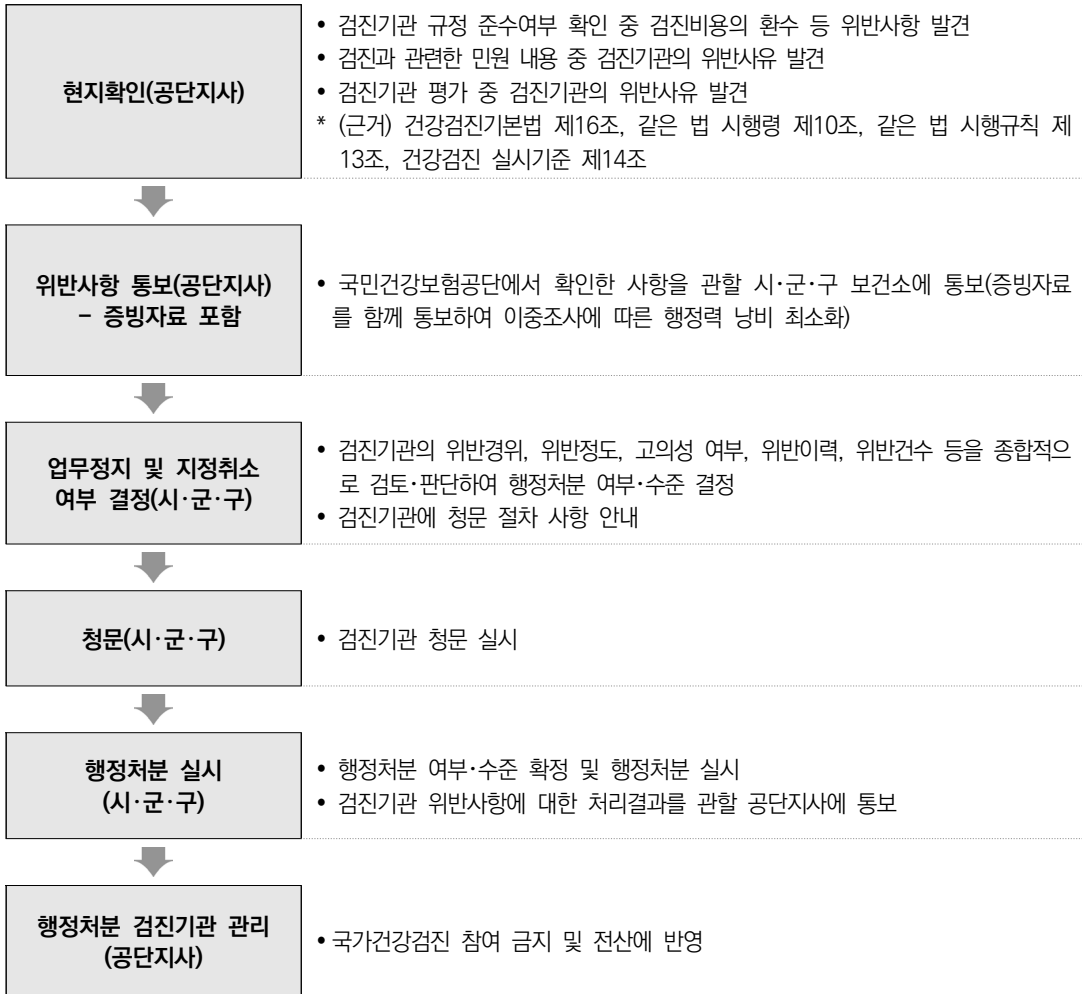 현지확인(공단지사)
• 검진기관 규정 준수여부 확인 중 검진비용의 환수 등 위반사항 발견
• 검진과 관련한 민원 내용 중 검진기관의 위반사유 발견
• 검진기관 평가 중 검진기관의 위반사유 발견
* (근거) 건강검진기본법 제16조, 같은 법 시행령 제10조, 같은 법 시행규칙 제
13조, 건강검진 실시기준 제14조
위반사항 통보(공단지사)
- 증빙자료 포함
• 국민건강보험공단에서 확인한 사항을 관할 시·군·구 보건소에 통보(증빙자료
를 함께 통보하여 이중조사에 따른 행정력 낭비 최소화)
업무정지 및 지정취소
여부 결정(시·군·구)
• 검진기관의 위반경위, 위반정도, 고의성 여부, 위반이력, 위반건수 등을 종합적으
로 검토·판단하여 행정처분 여부·수준 결정
• 검진기관에 청문 절차 사항 안내
청문(시·군·구)
• 검진기관 청문 실시
행정처분 실시
(시·군·구)
• 행정처분 여부·수준 확정 및 행정처분 실시
• 검진기관 위반사항에 대한 처리결과를 관할 공단지사에 통보
행정처분 검진기관 관리
(공단지사)
• 국가건강검진 참여 금지 및 전산에 반영